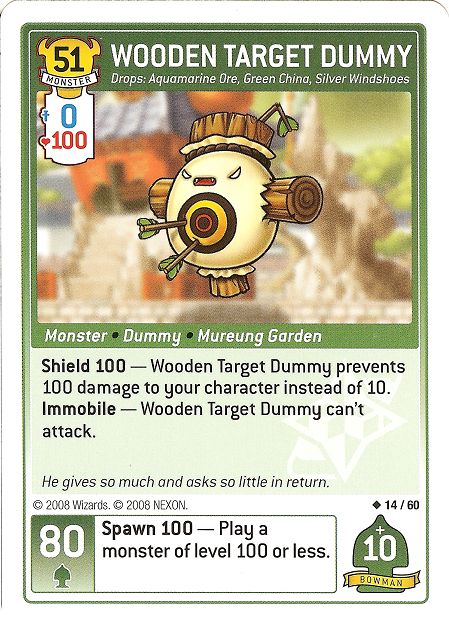 51
MONSTER
WOODEN TARGET DUMMY
Drops: Aquamarine Ore, Green China, Silver Windshoes
0
100
Monster • Dummy • Mureung Garden
Shield 100 — Wooden Target Dummy prevents
100 damage to your character instead of 10.
Immobile — Wooden Target Dummy can't
attack.
He gives so much and asks so little in return.
© 2008 Wizards. © 2008 NEXON.
◆ 14 / 60
80
Spawn 100 — Play a
monster of level 100 or less.
+
10
BOWMAN